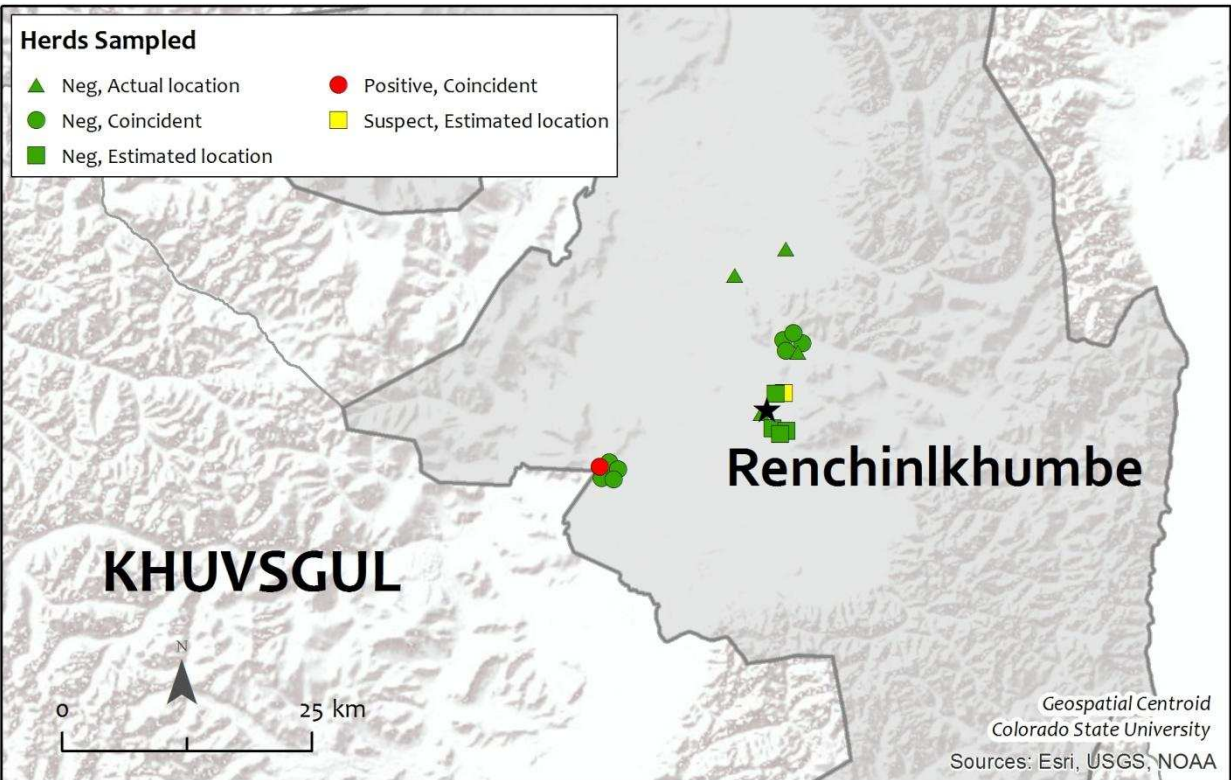 Herds Sampled
Neg, Actual location
Positive, Coincident
Neg, Coincident
Suspect, Estimated location
Neg, Estimated location
Renchinlkhumbe
KHUVSGUL
N
0 25 km
Geospatial Centroid
Colorado State University
Sources: Esri, USGS, NOAA